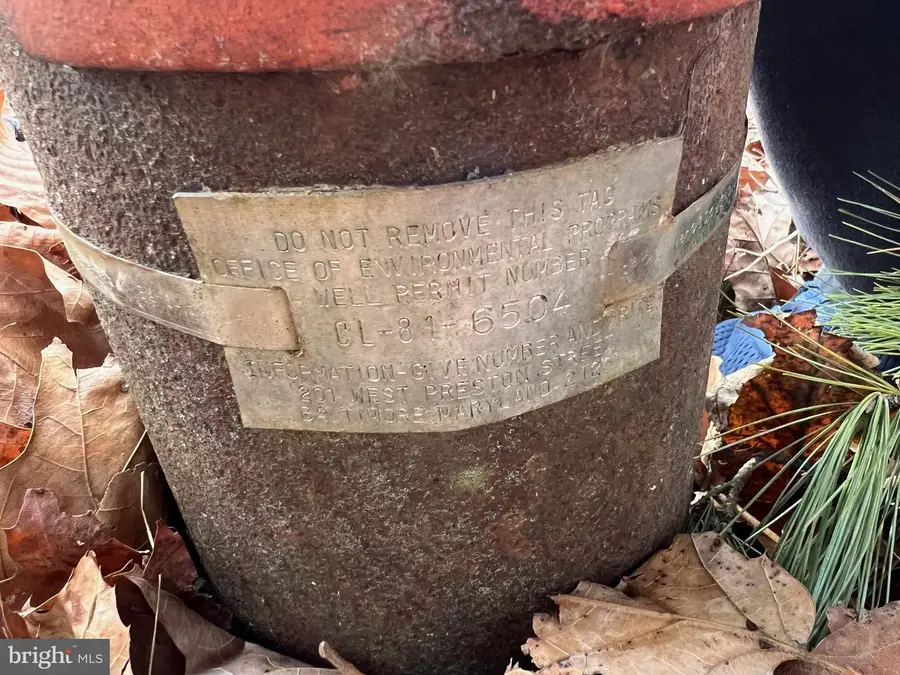 DO NOT REMOVE THIS TAG
OFFICE OF ENVIRONMENTAL PROGRAMS
WELL PERMIT NUMBER
CL-81-6504
INFORMATION-GIVE NUMBER AND WRITE
201 WEST PRESTON STREET
BALTIMORE, MARYLAND
bright MLS